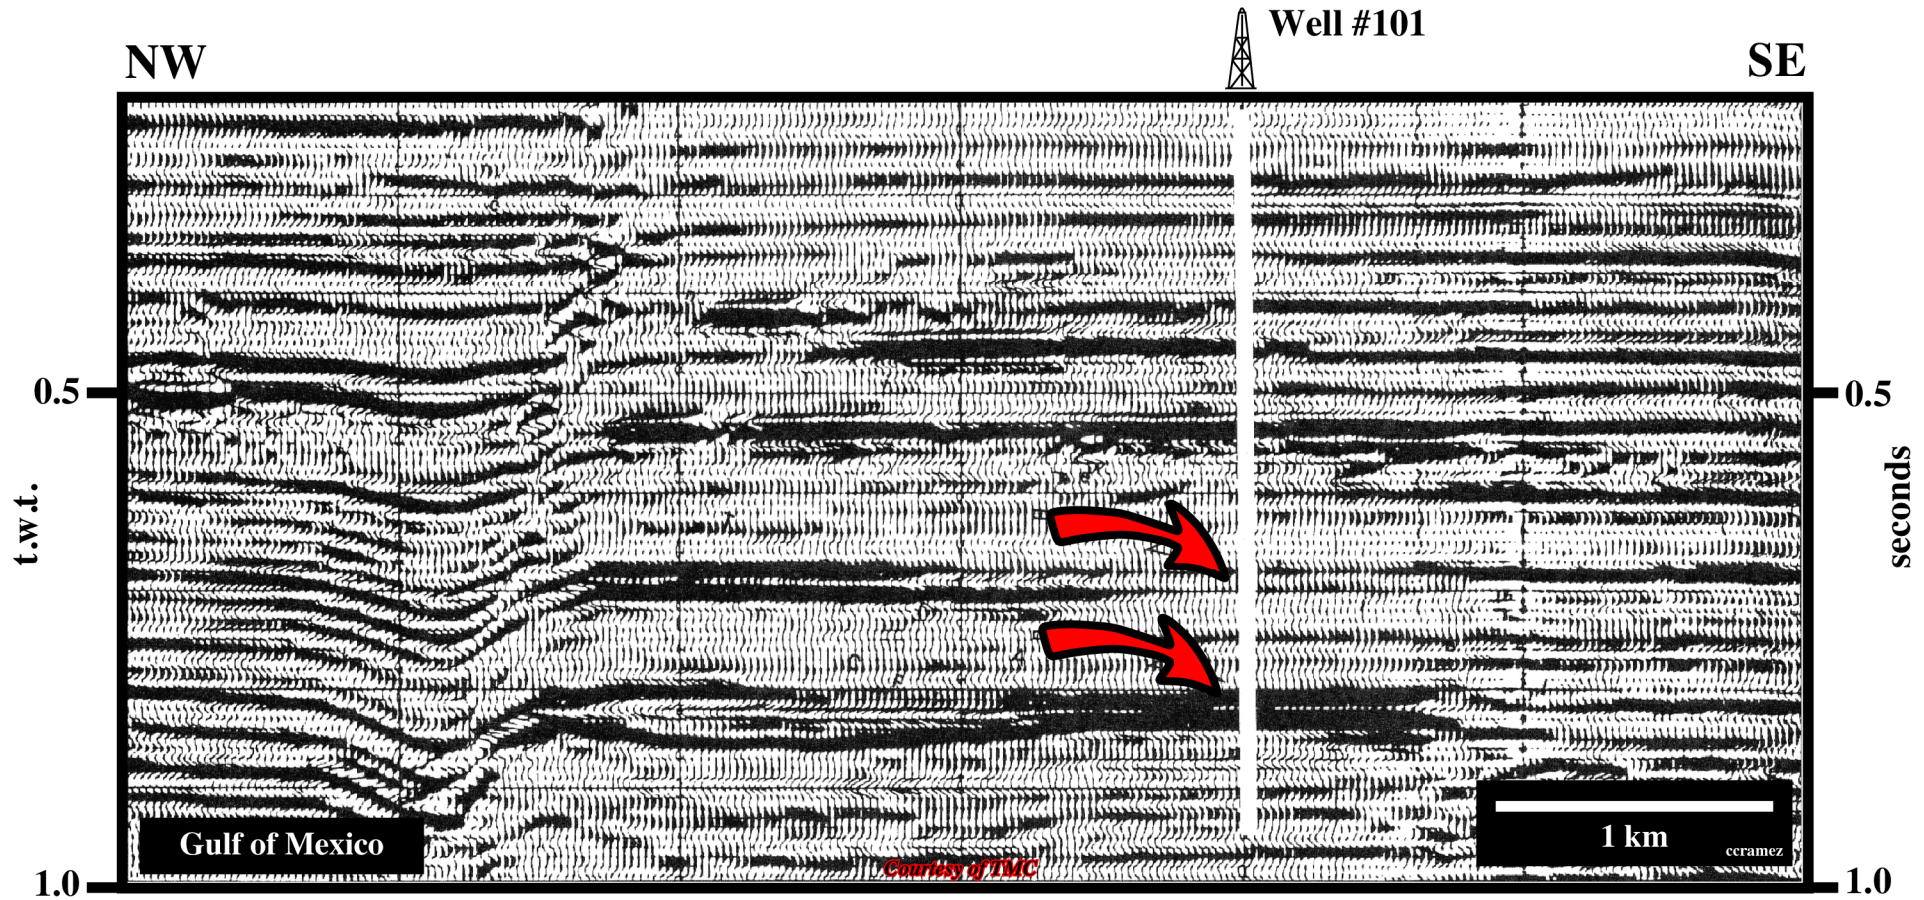 Well #101
NW
SE
0.5
0.5
t.w.t.
seconds
Gulf of Mexico
1 km
ccramez
Courtesy of TMC
1.0
1.0